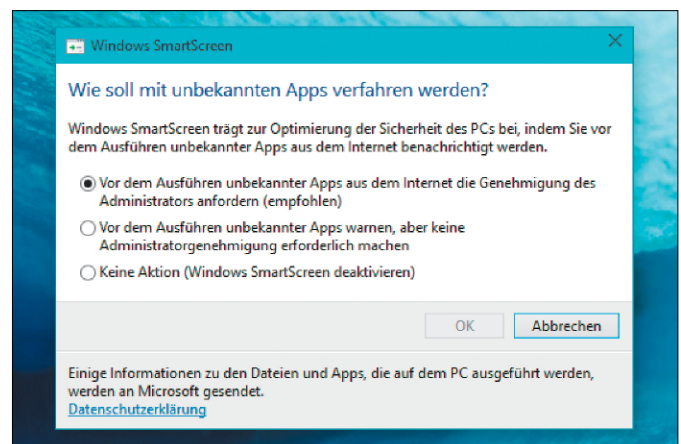 Windows SmartScreen
Wie soll mit unbekannten Apps verfahren werden?
Windows SmartScreen trägt zur Optimierung der Sicherheit des PCs bei, indem Sie vor
dem Ausführen unbekannter Apps aus dem Internet benachrichtigt werden.
Vor dem Ausführen unbekannter Apps aus dem Internet die Genehmigung des
Administrators anfordern (empfohlen)
Vor dem Ausführen unbekannter Apps warnen, aber keine
Administratorgenehmigung erforderlich machen
Keine Aktion (Windows SmartScreen deaktivieren)
OK Abbrechen
Einige Informationen zu den Dateien und Apps, die auf dem PC ausgeführt werden,
werden an Microsoft gesendet.
Datenschutzerklärung